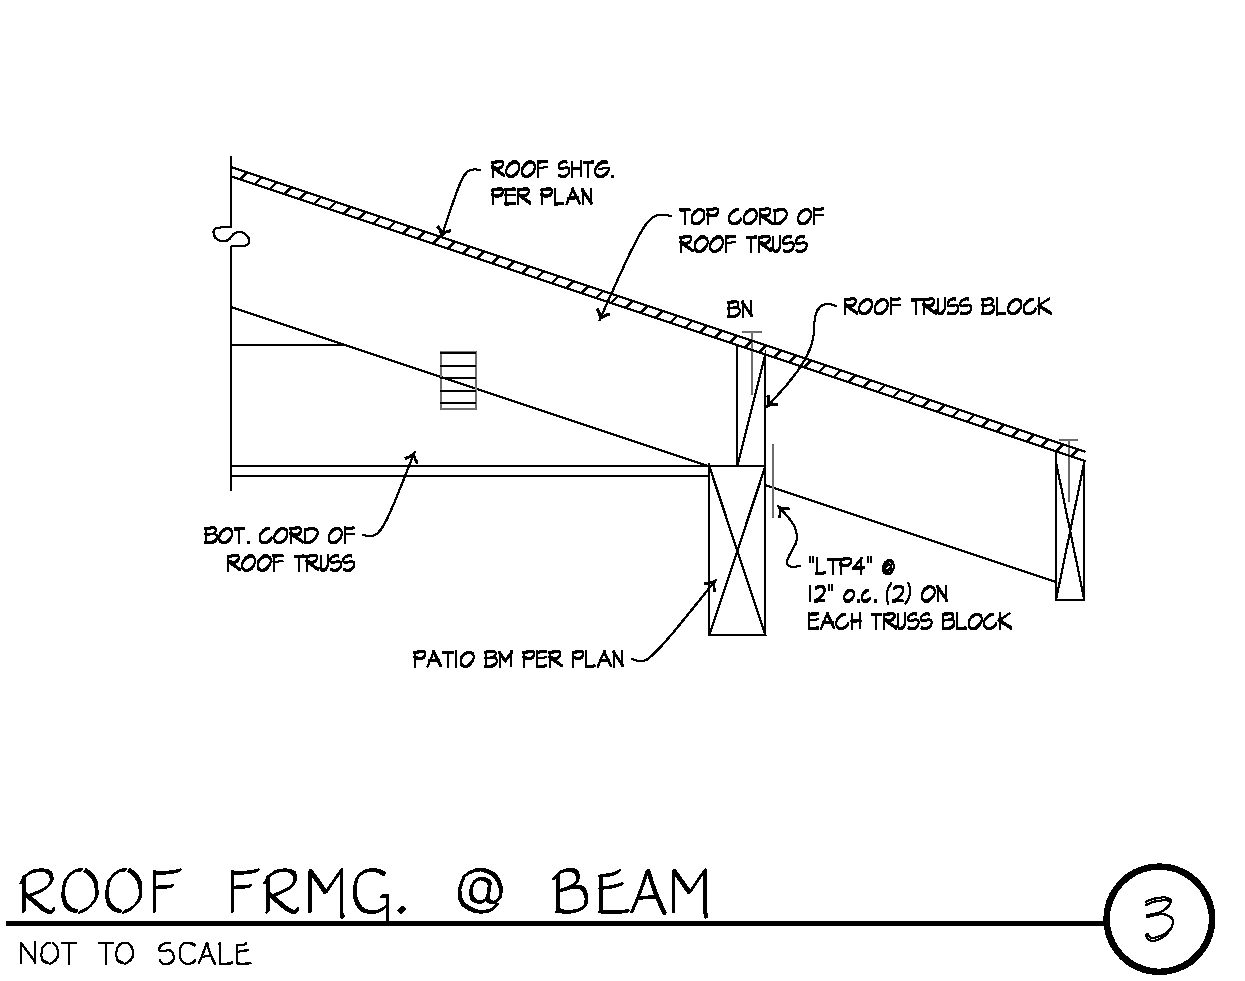 ROOF SHTG.
PER PLAN
TOP CORD OF
ROOF TRUSS
BN
ROOF TRUSS BLOCK
BOT. CORD OF
ROOF TRUSS
"LTP4" @
12" o.c. (2) ON
EACH TRUSS BLOCK
PATIO BM PER PLAN
ROOF FRMG. @ BEAM
3
NOT TO SCALE